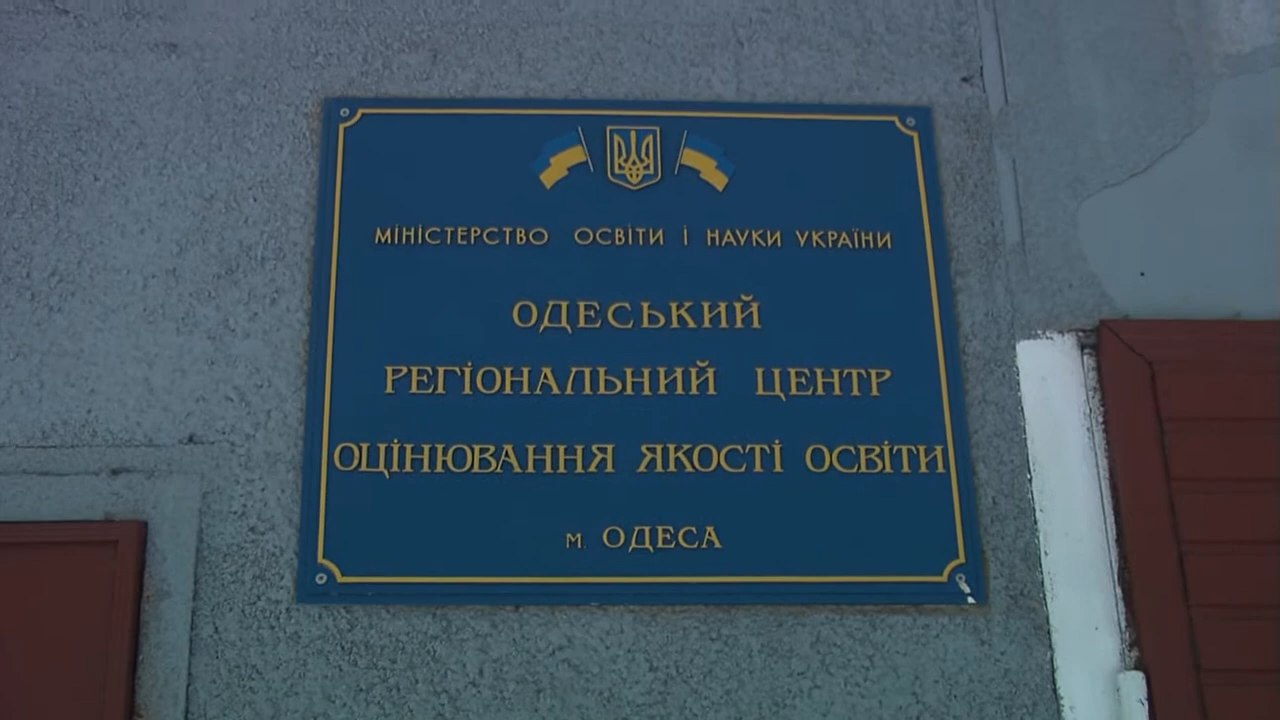 МІНІСТЕРСТВО ОСВІТИ І НАУКИ УКРАЇНИ
ОДЕСЬКИЙ
РЕГІОНАЛЬНИЙ ЦЕНТР
ОЦІНЮВАННЯ ЯКОСТІ ОСВІТИ
м. ОДЕСА